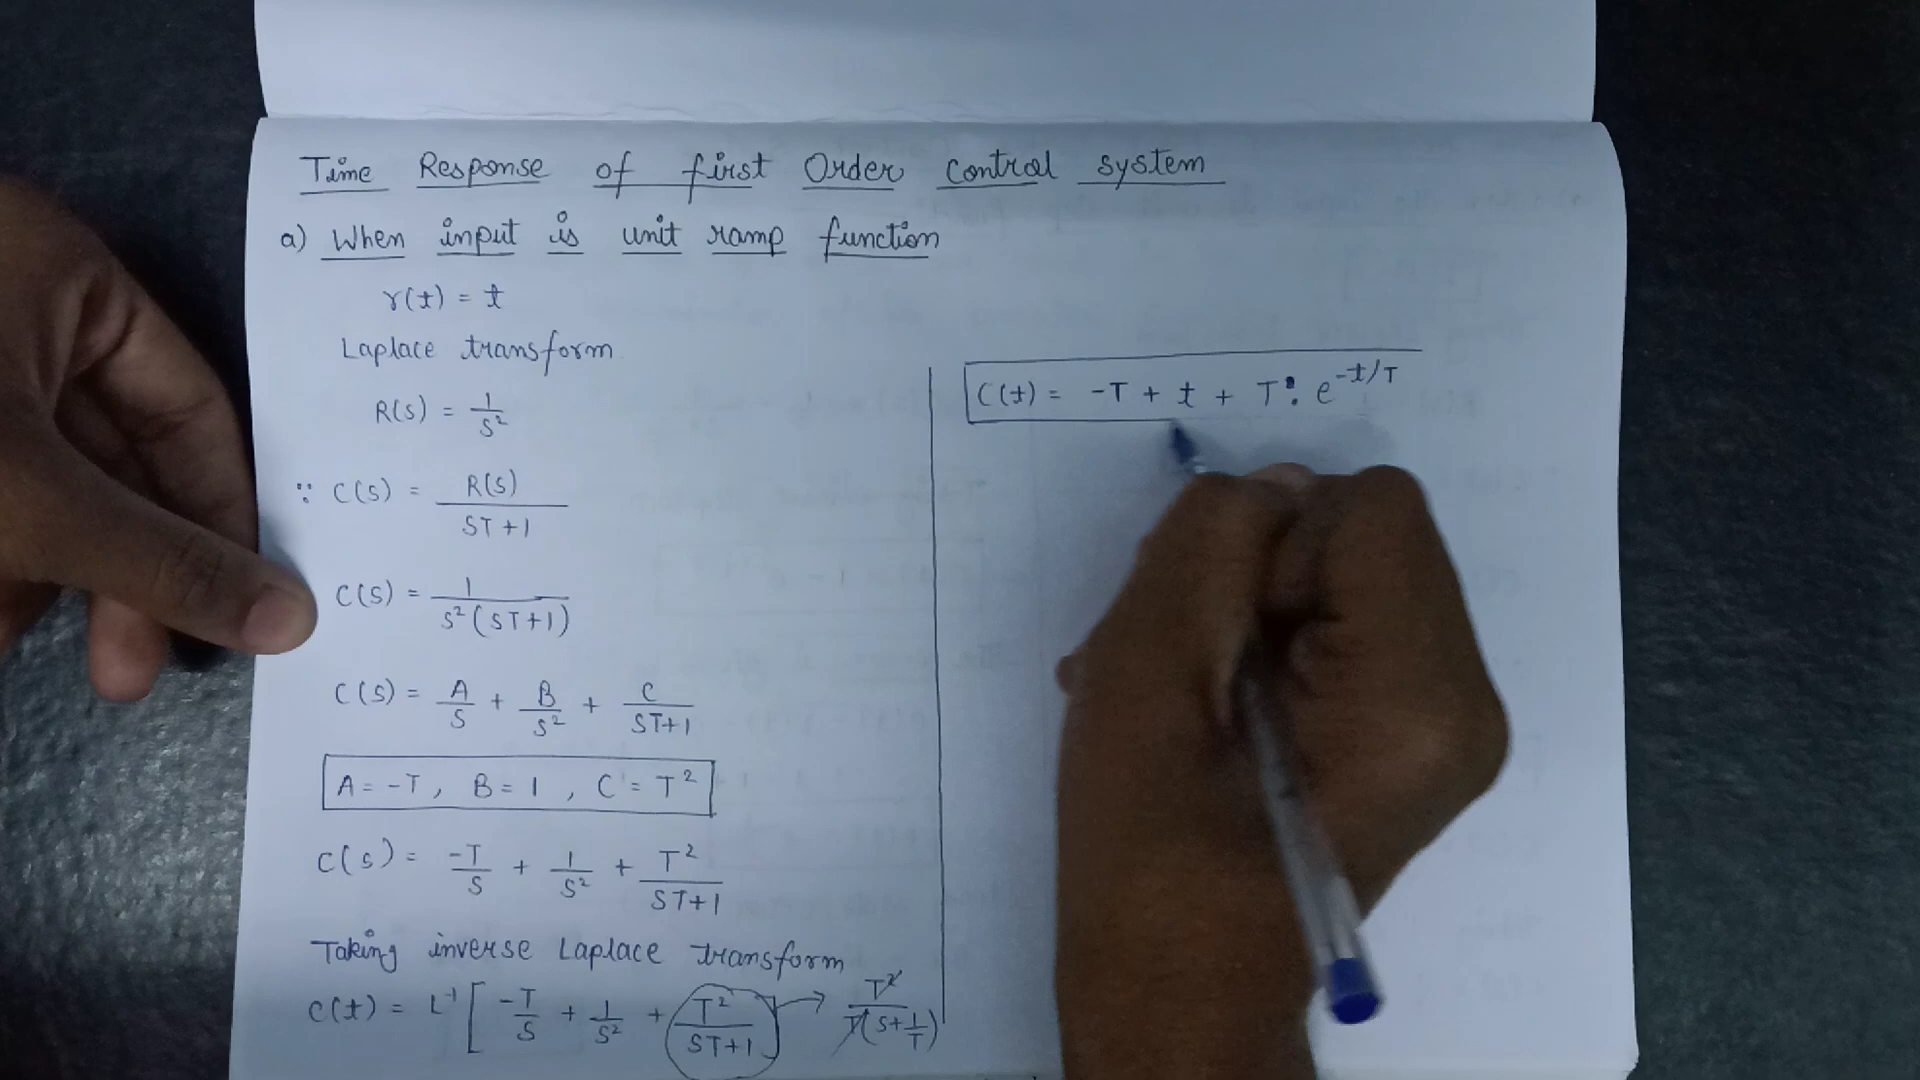 Time Response of first Order control system
a) When input is unit ramp function
r(t) = t
Laplace transform
R(s) = 1/s²
∵ C(s) = R(s)/(ST+1)
C(s) = 1/(s²(ST+1))
C(s) = A/S + B/S² + C/(ST+1)
A = -T, B = 1, C = T²
C(s) = -T/S + 1/S² + T²/(ST+1)
Taking inverse Laplace transform
C(t) = L⁻¹[-T/S + 1/S² + T²/(ST+1)] → T²/(T(S+1/T))
C(t) = -T + t + T. e^(-t/T)